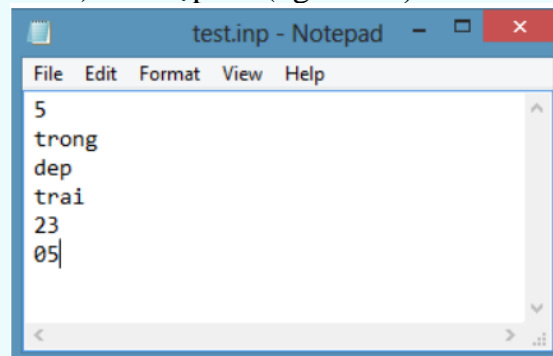 test.inp - Notepad
File Edit Format View Help
5
trong
dep
trai
23
05